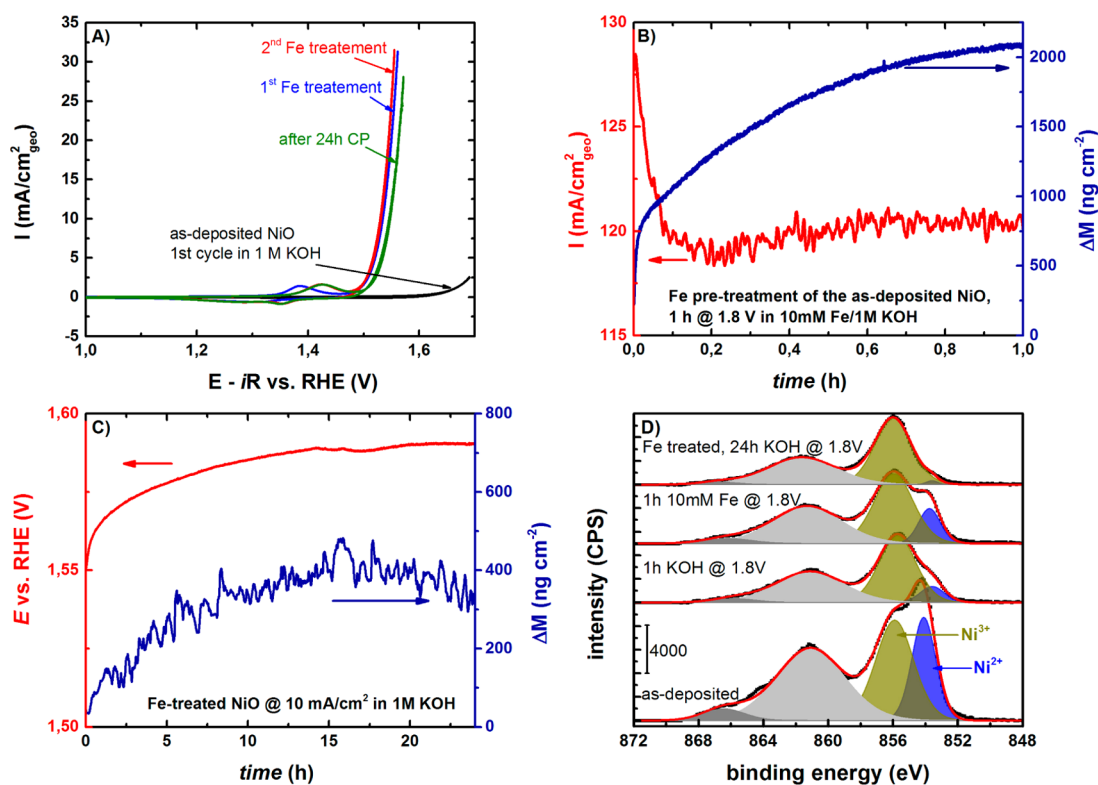 A)
35
30
25
20
15
10
5
0
-5
I (mA/cm²geo)
2nd Fe treatement
1st Fe treatement
after 24h CP
as-deposited NiO
1st cycle in 1 M KOH
1,0
1,2
1,4
1,6
E - iR vs. RHE (V)
B)
130
125
120
115
I (mA/cm²geo)
2000
1500
1000
500
0
ΔM (ng cm-2)
Fe pre-treatment of the as-deposited NiO,
1 h @ 1.8 V in 10mM Fe/1M KOH
0,0
0,2
0,4
0,6
0,8
1,0
time (h)
C)
1,60
1,55
1,50
E vs. RHE (V)
800
700
600
500
400
300
200
100
0
ΔM (ng cm-2)
Fe-treated NiO @ 10 mA/cm² in 1M KOH
0
5
10
15
20
time (h)
D)
Fe treated, 24h KOH @ 1.8V
1h 10mM Fe @ 1.8V
1h KOH @ 1.8V
4000
as-deposited
Ni3+
Ni2+
intensity (CPS)
872
868
864
860
856
852
848
binding energy (eV)